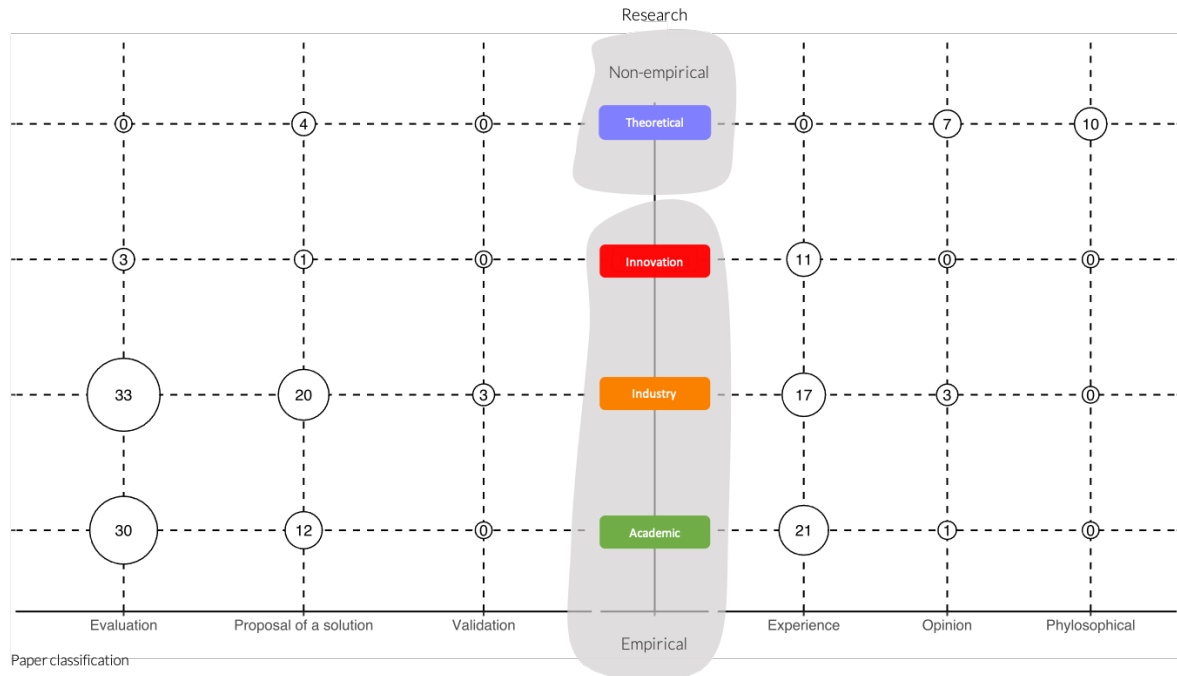 Research
Non-empirical
0 4 0 Theoretical 0 7 10
3 1 0 Innovation 11 0 0
33 20 3 Industry 17 3 0
30 12 0 Academic 21 1 0
Evaluation Proposal of a solution Validation Experience Opinion Phylosophical
Empirical
Paper classification